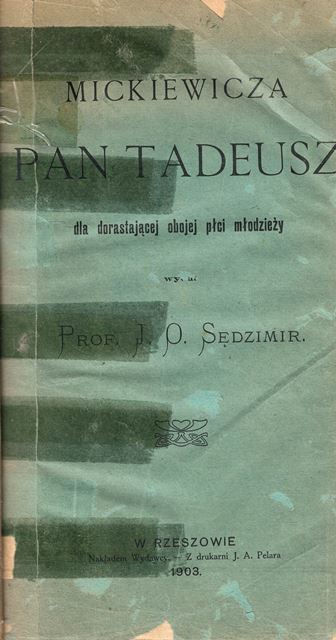 MICKIEWICZA
PAN TADEUSZ
dla dorastającej obojej płci młodzieży
PROF. J. O. SĘDZIMIR.
W RZESZOWIE
Nakładem Wydawcy. — Z drukarni J. A. Pelara
1903.